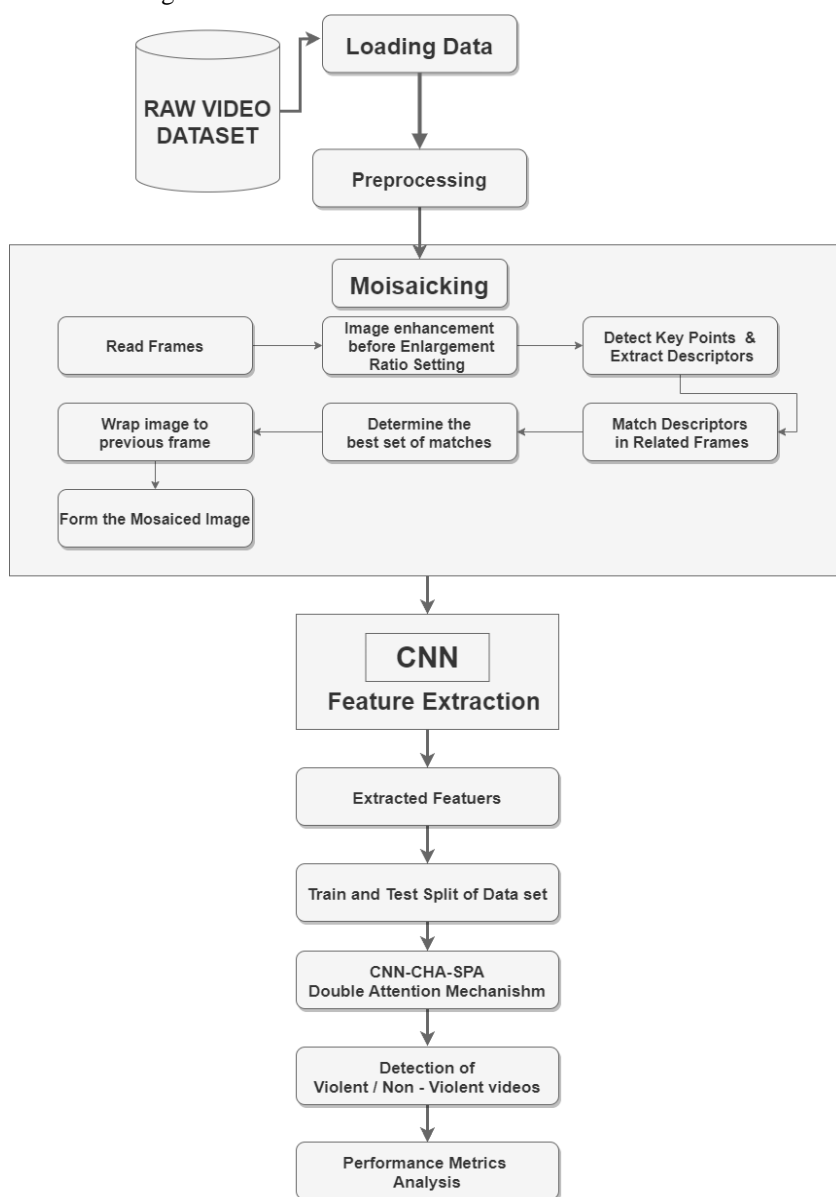 Loading Data
RAW VIDEO
DATASET
Preprocessing
Moisaicking
Read Frames
Image enhancement
before Enlargement
Ratio Setting
Detect Key Points &
Extract Descriptors
Match Descriptors
in Related Frames
Determine the
best set of matches
Wrap image to
previous frame
Form the Mosaiced Image
CNN
Feature Extraction
Extracted Featuers
Train and Test Split of Data set
CNN-CHA-SPA
Double Attention Mechanishm
Detection of
Violent / Non - Violent videos
Performance Metrics
Analysis